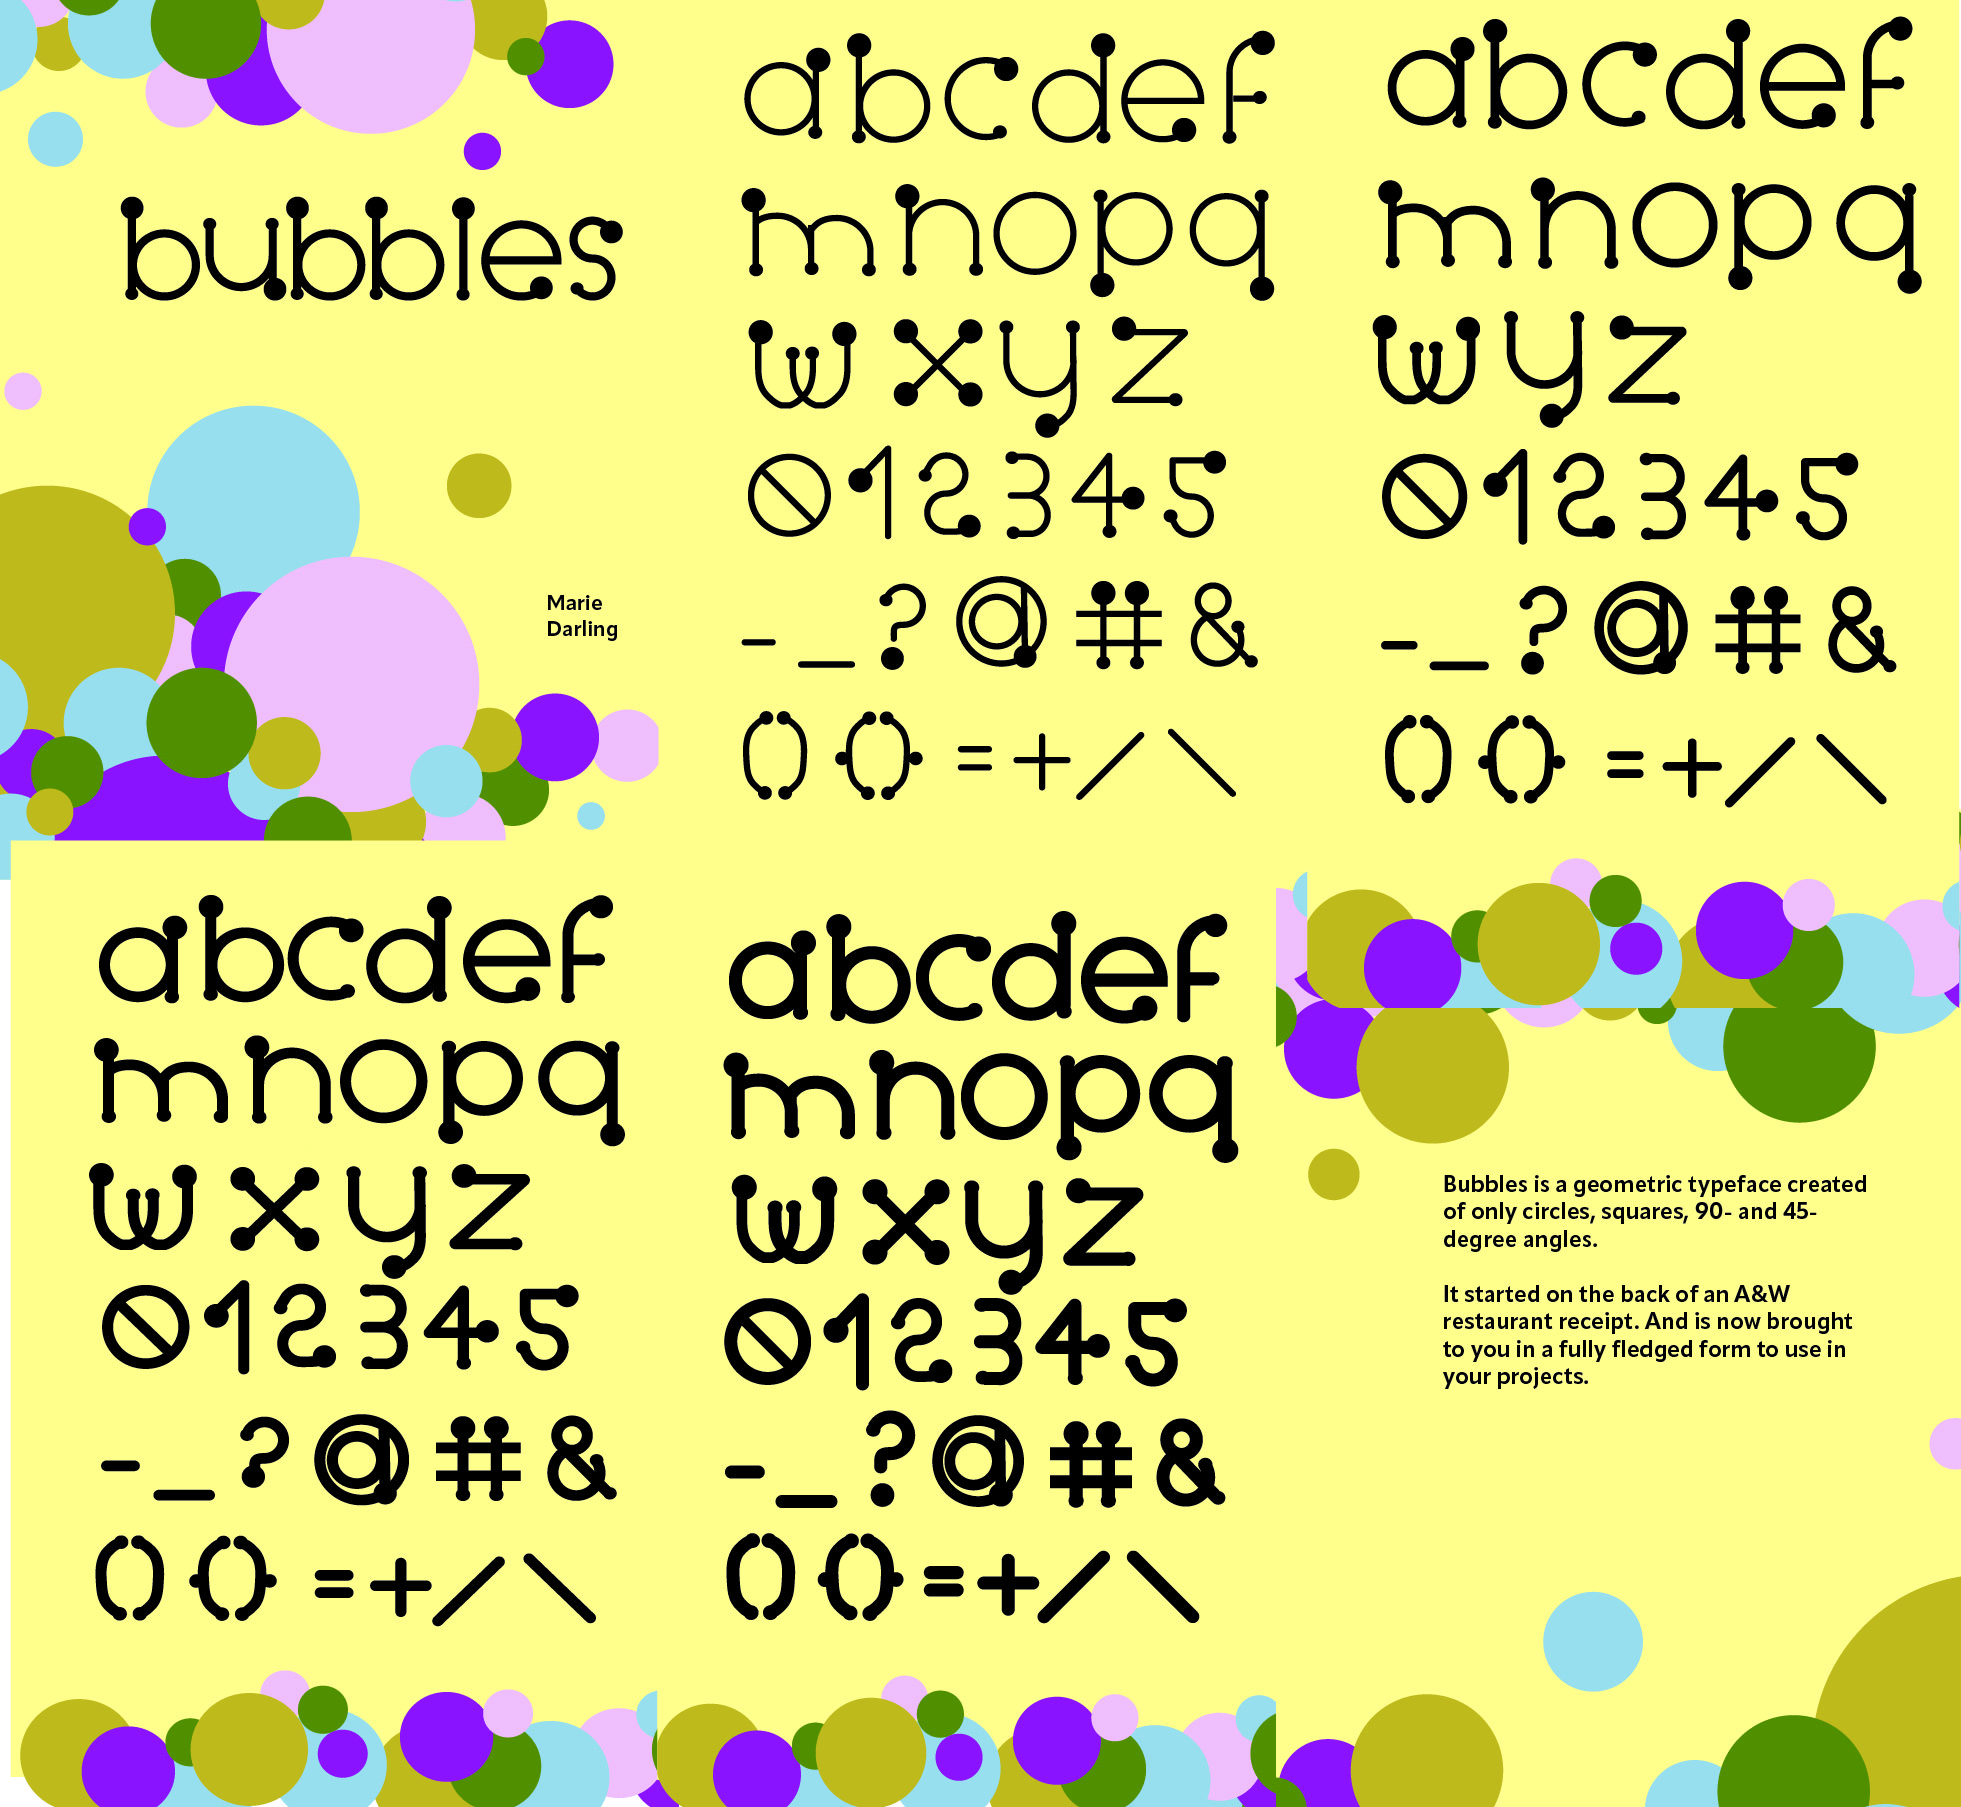 bubbles
Marie
Darling
abcdef
mnopq
wxyz
012345
-_?@#&
(){}=+/\
abcdef
mnopq
wyz
012345
-_?@#&
(){}=+/\
abcdef
mnopq
wxyz
012345
-_?@#&
(){}=+/\
abcdef
mnopq
wxyz
012345
-_?@#&
(){}=+/\
Bubbles is a geometric typeface created
of only circles, squares, 90- and 45-
degree angles.
It started on the back of an A&W
restaurant receipt. And is now brought
to you in a fully fledged form to use in
your projects.